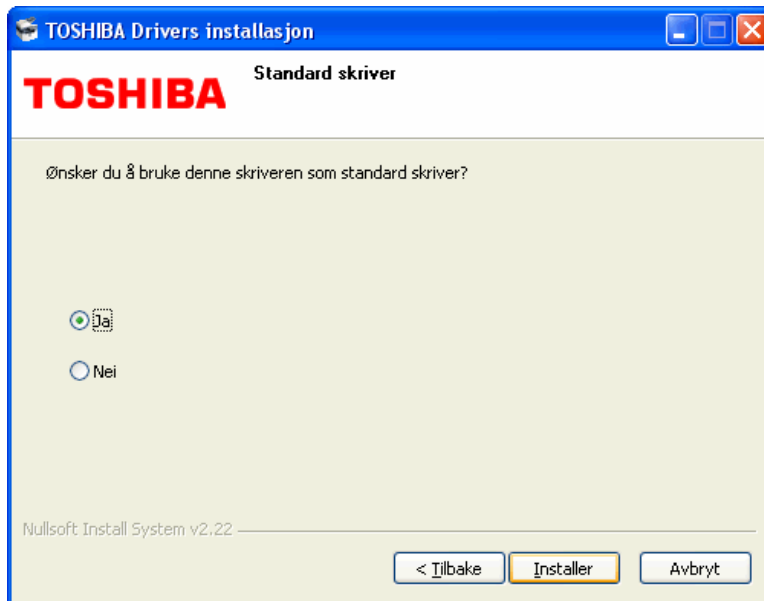 TOSHIBA Drivers installasjon
TOSHIBA
Standard skriver
Ønsker du å bruke denne skriveren som standard skriver?
Ja
Nei
Nullsoft Install System v2.22
< Tilbake
Installer
Avbryt